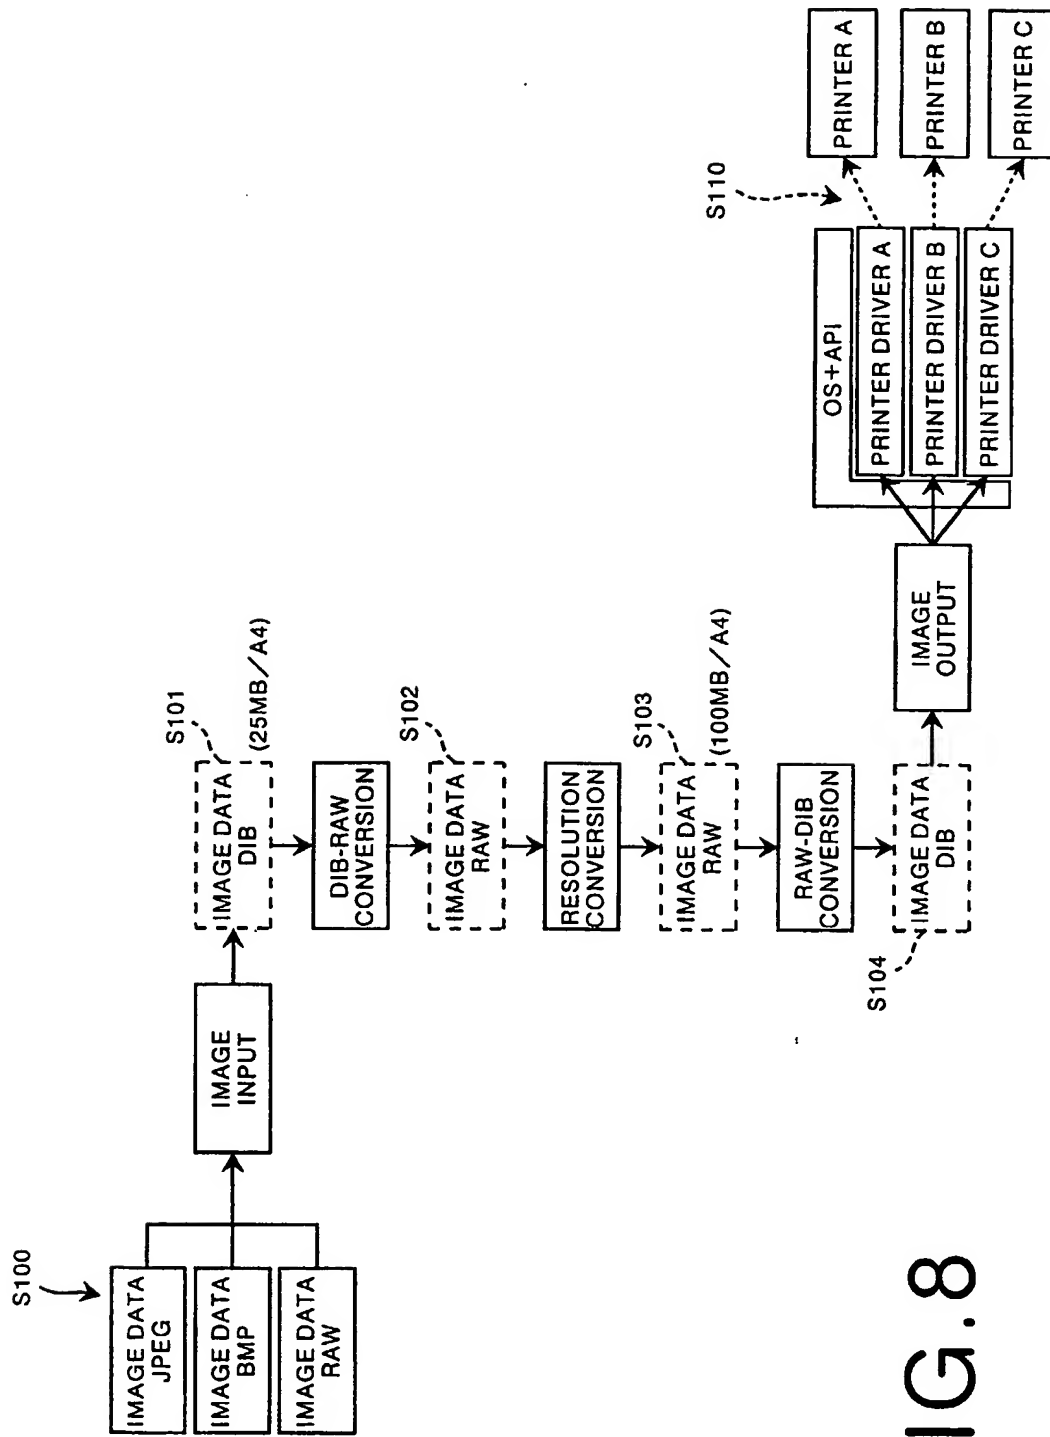 S100
IMAGE DATA
JPEG
IMAGE DATA
BMP
IMAGE DATA
RAW
IMAGE
INPUT
S101
IMAGE DATA
DIB
(25MB/A4)
DIB-RAW
CONVERSION
S102
IMAGE DATA
RAW
RESOLUTION
CONVERSION
S103
IMAGE DATA
RAW
(100MB/A4)
RAW-DIB
CONVERSION
S104
IMAGE DATA
DIB
IMAGE
OUTPUT
OS+API
PRINTER DRIVER A
PRINTER DRIVER B
PRINTER DRIVER C
S110
PRINTER A
PRINTER B
PRINTER C
IG.8